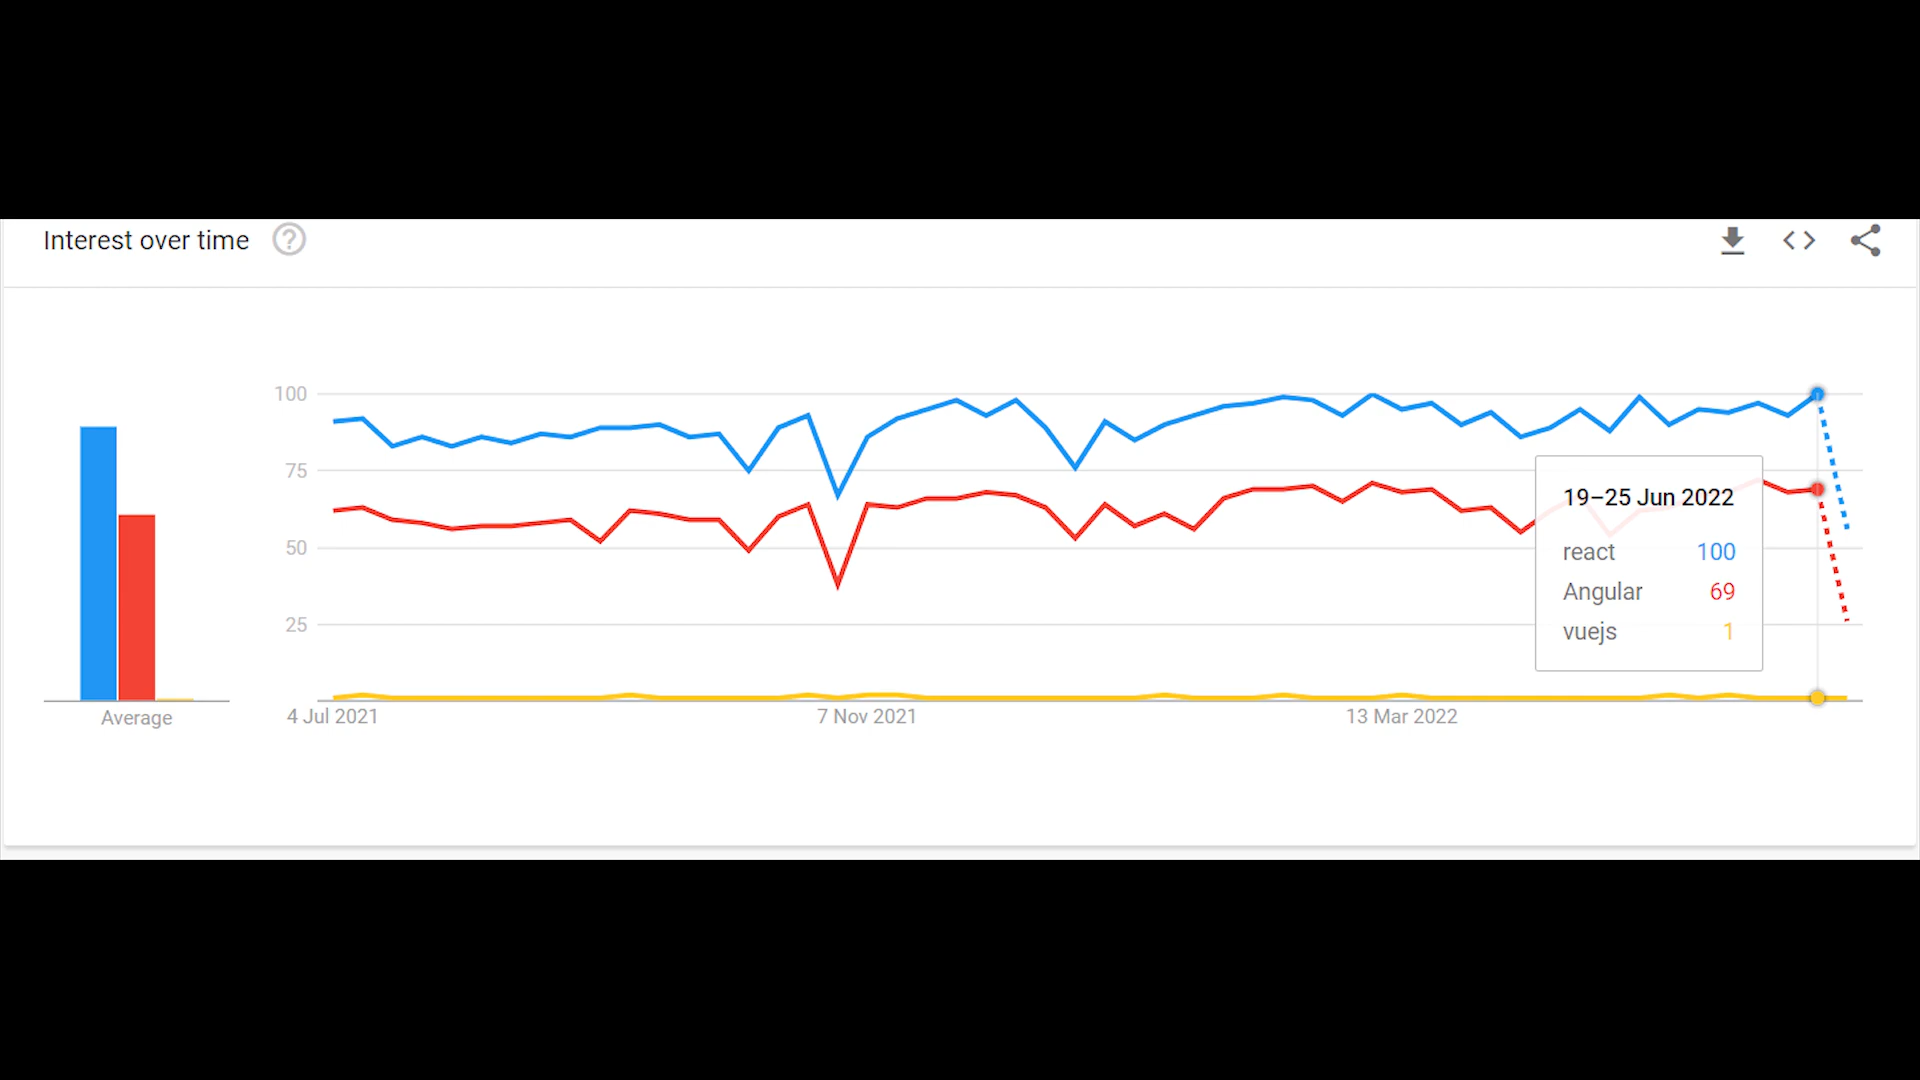 Interest over time
100
75
50
25
19–25 Jun 2022
react 100
Angular 69
vuejs 1
Average
4 Jul 2021
7 Nov 2021
13 Mar 2022